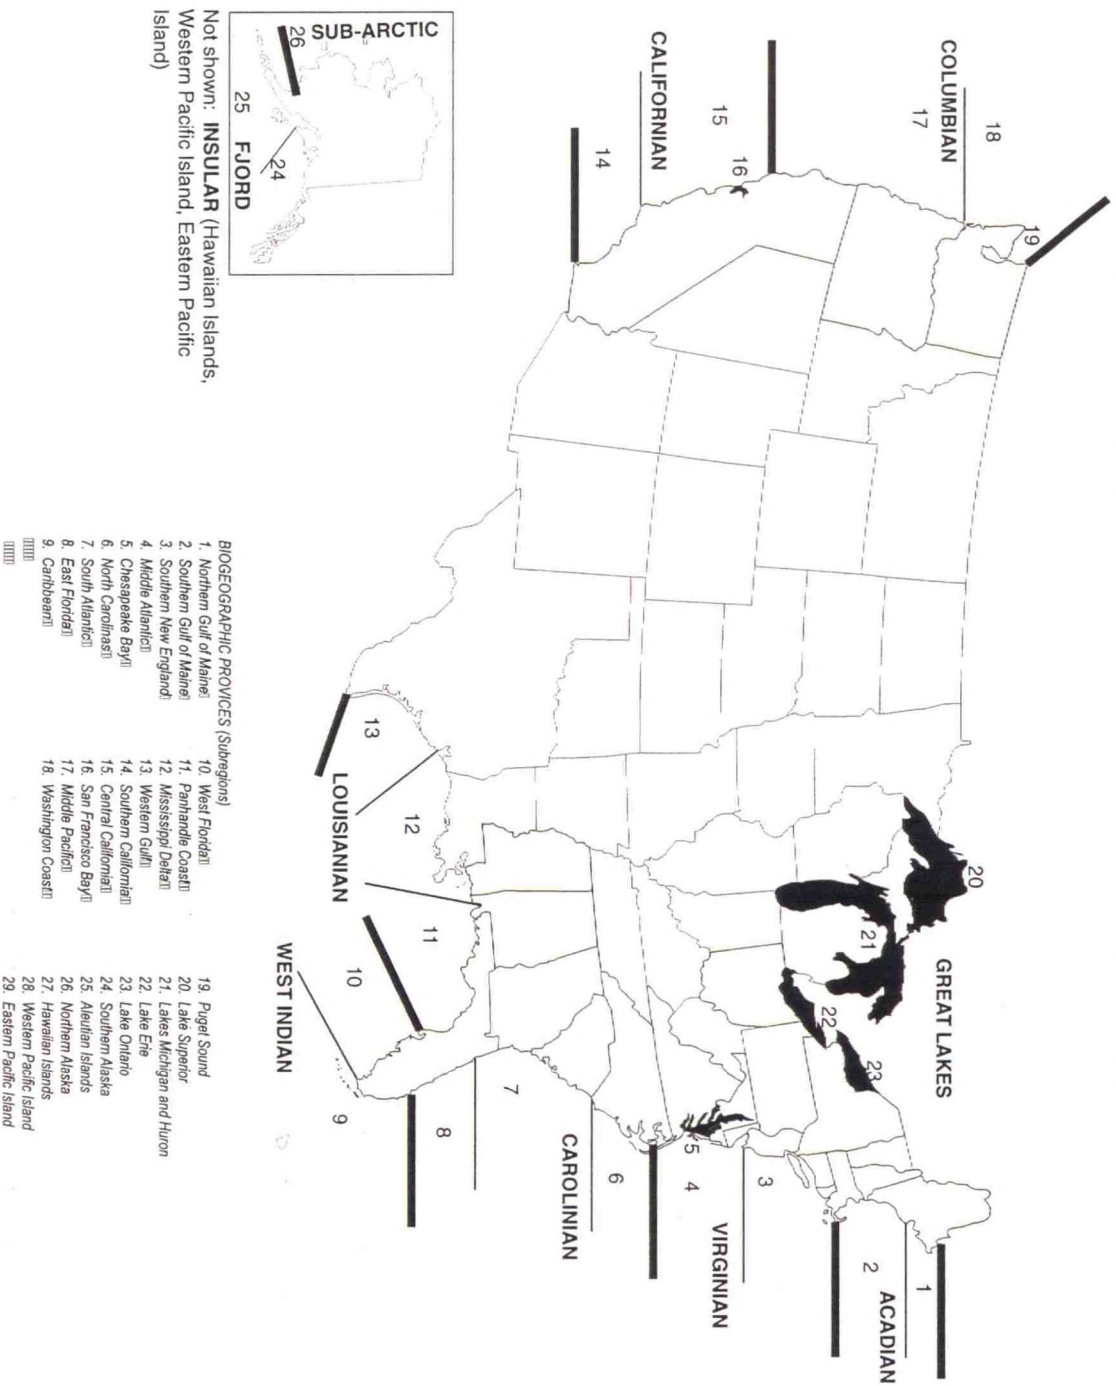 COLUMBIAN
18
17
19
CALIFORNIAN
16
15
14
GREAT LAKES
20
21
22
23
ACADIAN
1
2
VIRGINIAN
3
4
5
CAROLINIAN
6
7
8
WEST INDIAN
9
10
LOUISIANIAN
11
12
13
SUB-ARCTIC
26
25
24
FJORD
Not shown: INSULAR (Hawaiian Islands,
Western Pacific Island, Eastern Pacific
Island)
BIOGEOGRAPHIC PROVICES (Subregions)
1. Northern Gulf of Maine
2. Southern Gulf of Maine
3. Southern New England
4. Middle Atlantic
5. Chesapeake Bay
6. North Carolinas
7. South Atlantic
8. East Florida
9. Caribbean
10. West Florida
11. Panhandle Coast
12. Mississippi Delta
13. Western Gulf
14. Southern California
15. Central California
16. San Francisco Bay
17. Middle Pacific
18. Washington Coast
19. Puget Sound
20. Lake Superior
21. Lakes Michigan and Huron
22. Lake Erie
23. Lake Ontario
24. Southern Alaska
25. Aleutian Islands
26. Northern Alaska
27. Hawaiian Islands
28. Western Pacific Island
29. Eastern Pacific Island